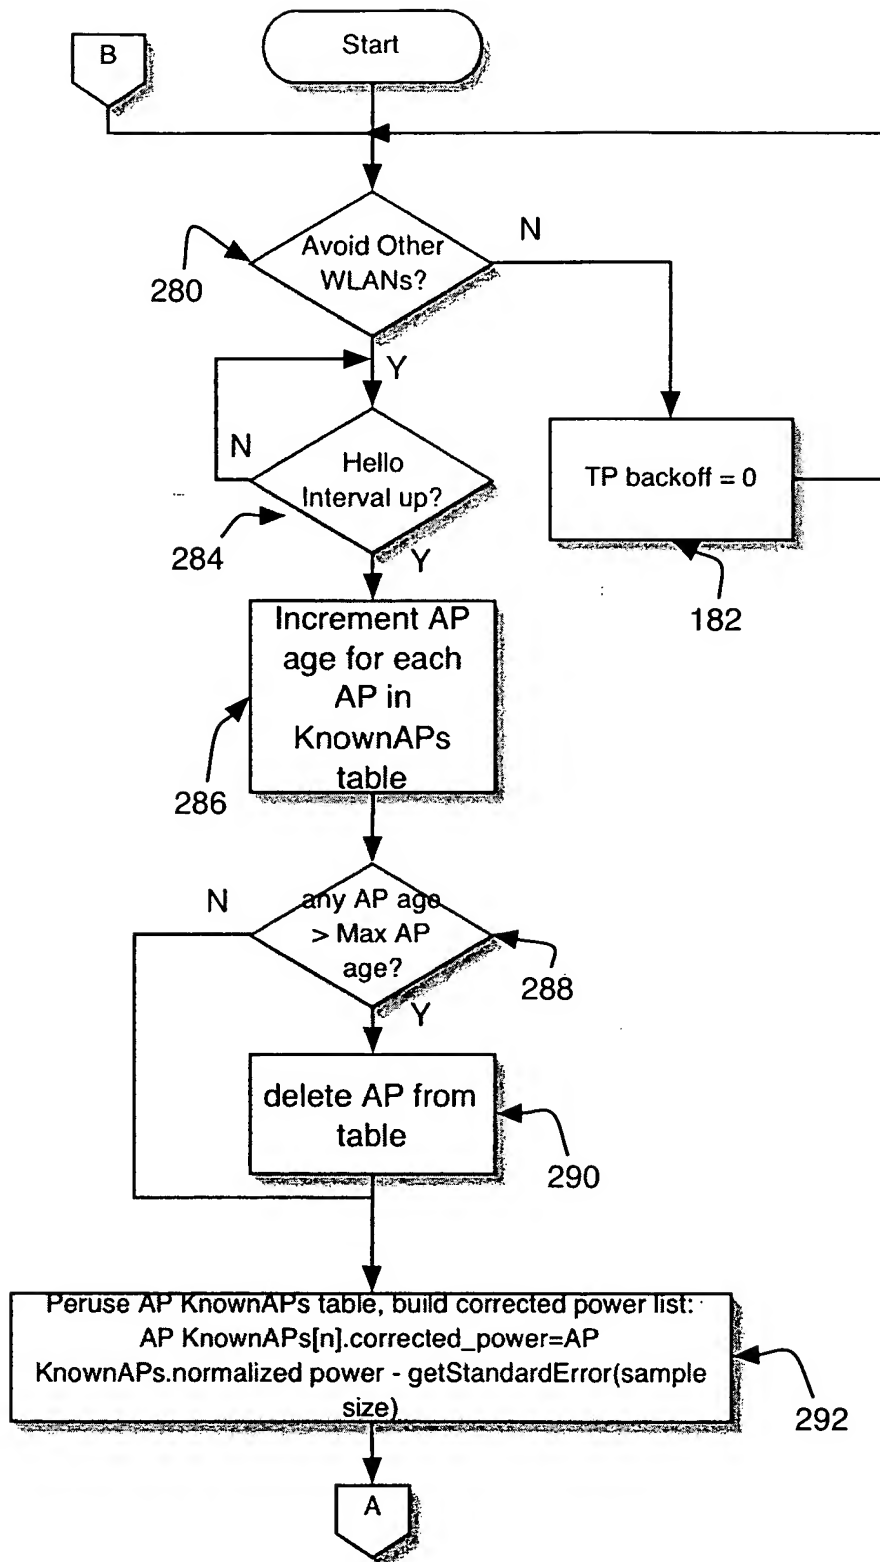 B
Start
Avoid Other
WLANs?
N
280
Y
N
Hello
Interval up?
TP backoff = 0
284
Y
182
Increment AP
age for each
AP in
KnownAPs
table
286
N
any AP age
> Max AP
age?
288
Y
delete AP from
table
290
Peruse AP KnownAPs table, build corrected power list:
AP KnownAPs[n].corrected_power=AP
KnownAPs.normalized power - getStandardError(sample
size)
292
A